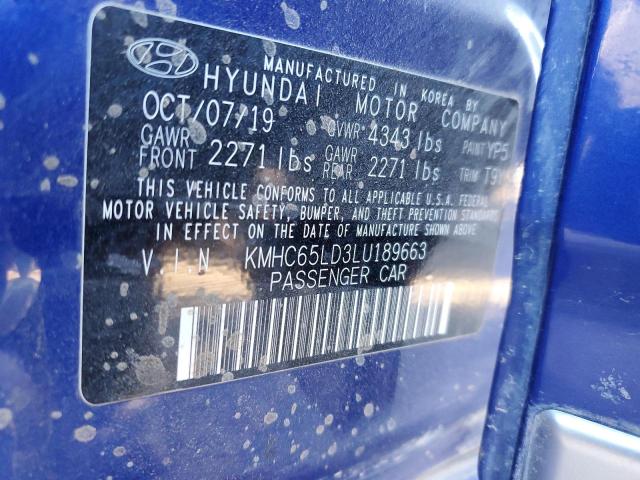 MANUFACTURED IN KOREA BY
HYUNDAI MOTOR COMPANY
OCT/07/19 GVWR 4343 lbs PAINT YP5
GAWR FRONT 2271 lbs GAWR REAR 2271 lbs TRIM
THIS VEHICLE CONFORMS TO ALL APPLICABLE U.S.A. FEDERAL
MOTOR VEHICLE SAFETY, BUMPER, AND THEFT PREVENTION STANDARDS
IN EFFECT ON THE DATE OF MANUFACTURE SHOWN ABOVE.
V.I.N KMHC65LD3LU189663
PASSENGER CAR